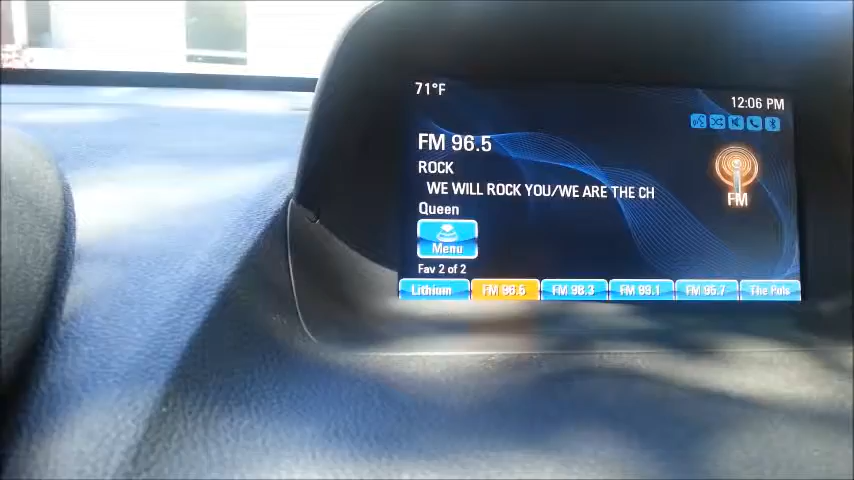 71°F
12:06 PM
FM 96.5
ROCK
WE WILL ROCK YOU/WE ARE THE CH
FM
Queen
Menu
Fav 2 of 2
Lithium FM 96.5 FM 98.3 FM 99.1 FM 95.7 The Puls